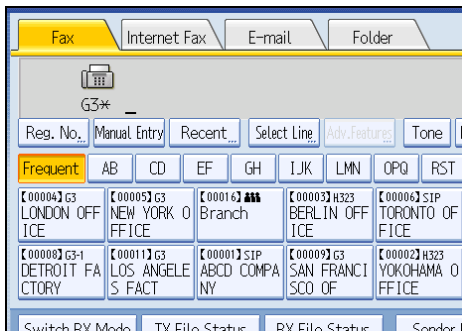 Fax Internet Fax E-mail Folder
G3* _
Reg. No. Manual Entry Recent Select Line Adv.Features Tone
Frequent AB CD EF GH IJK LMN OPQ RST
【00004】G3 【00005】G3 【00016】 【00003】H323 【00006】SIP
LONDON OFF NEW YORK O Branch BERLIN OFF TORONTO OF
ICE FFICE ICE FICE
【00008】G3-1 【00011】G3 【00001】SIP 【00009】G3 【00002】H323
DETROIT FA LOS ANGELE ABCD COMPA SAN FRANCI YOKOHAMA O
CTORY S FACT NY SCO OF FFICE
Switch RX Mode TX File Status RX File Status Sender